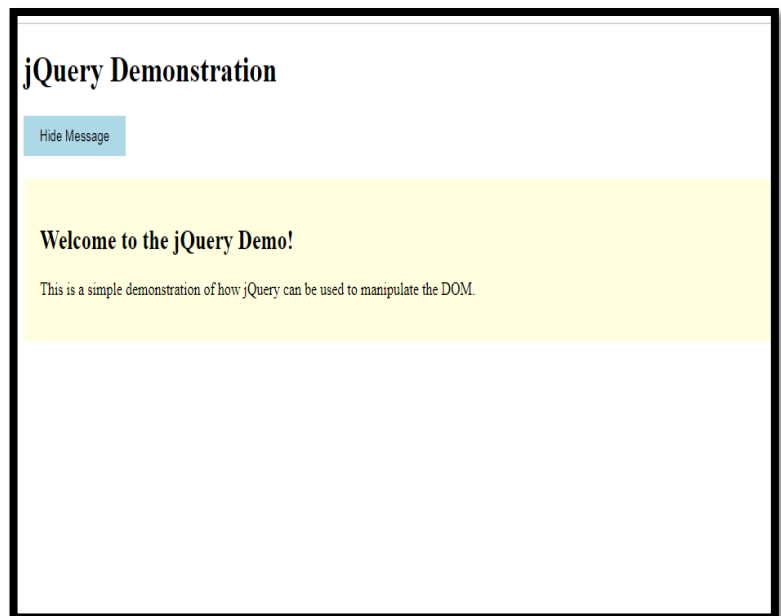 jQuery Demonstration
Hide Message
Welcome to the jQuery Demo!
This is a simple demonstration of how jQuery can be used to manipulate the DOM.